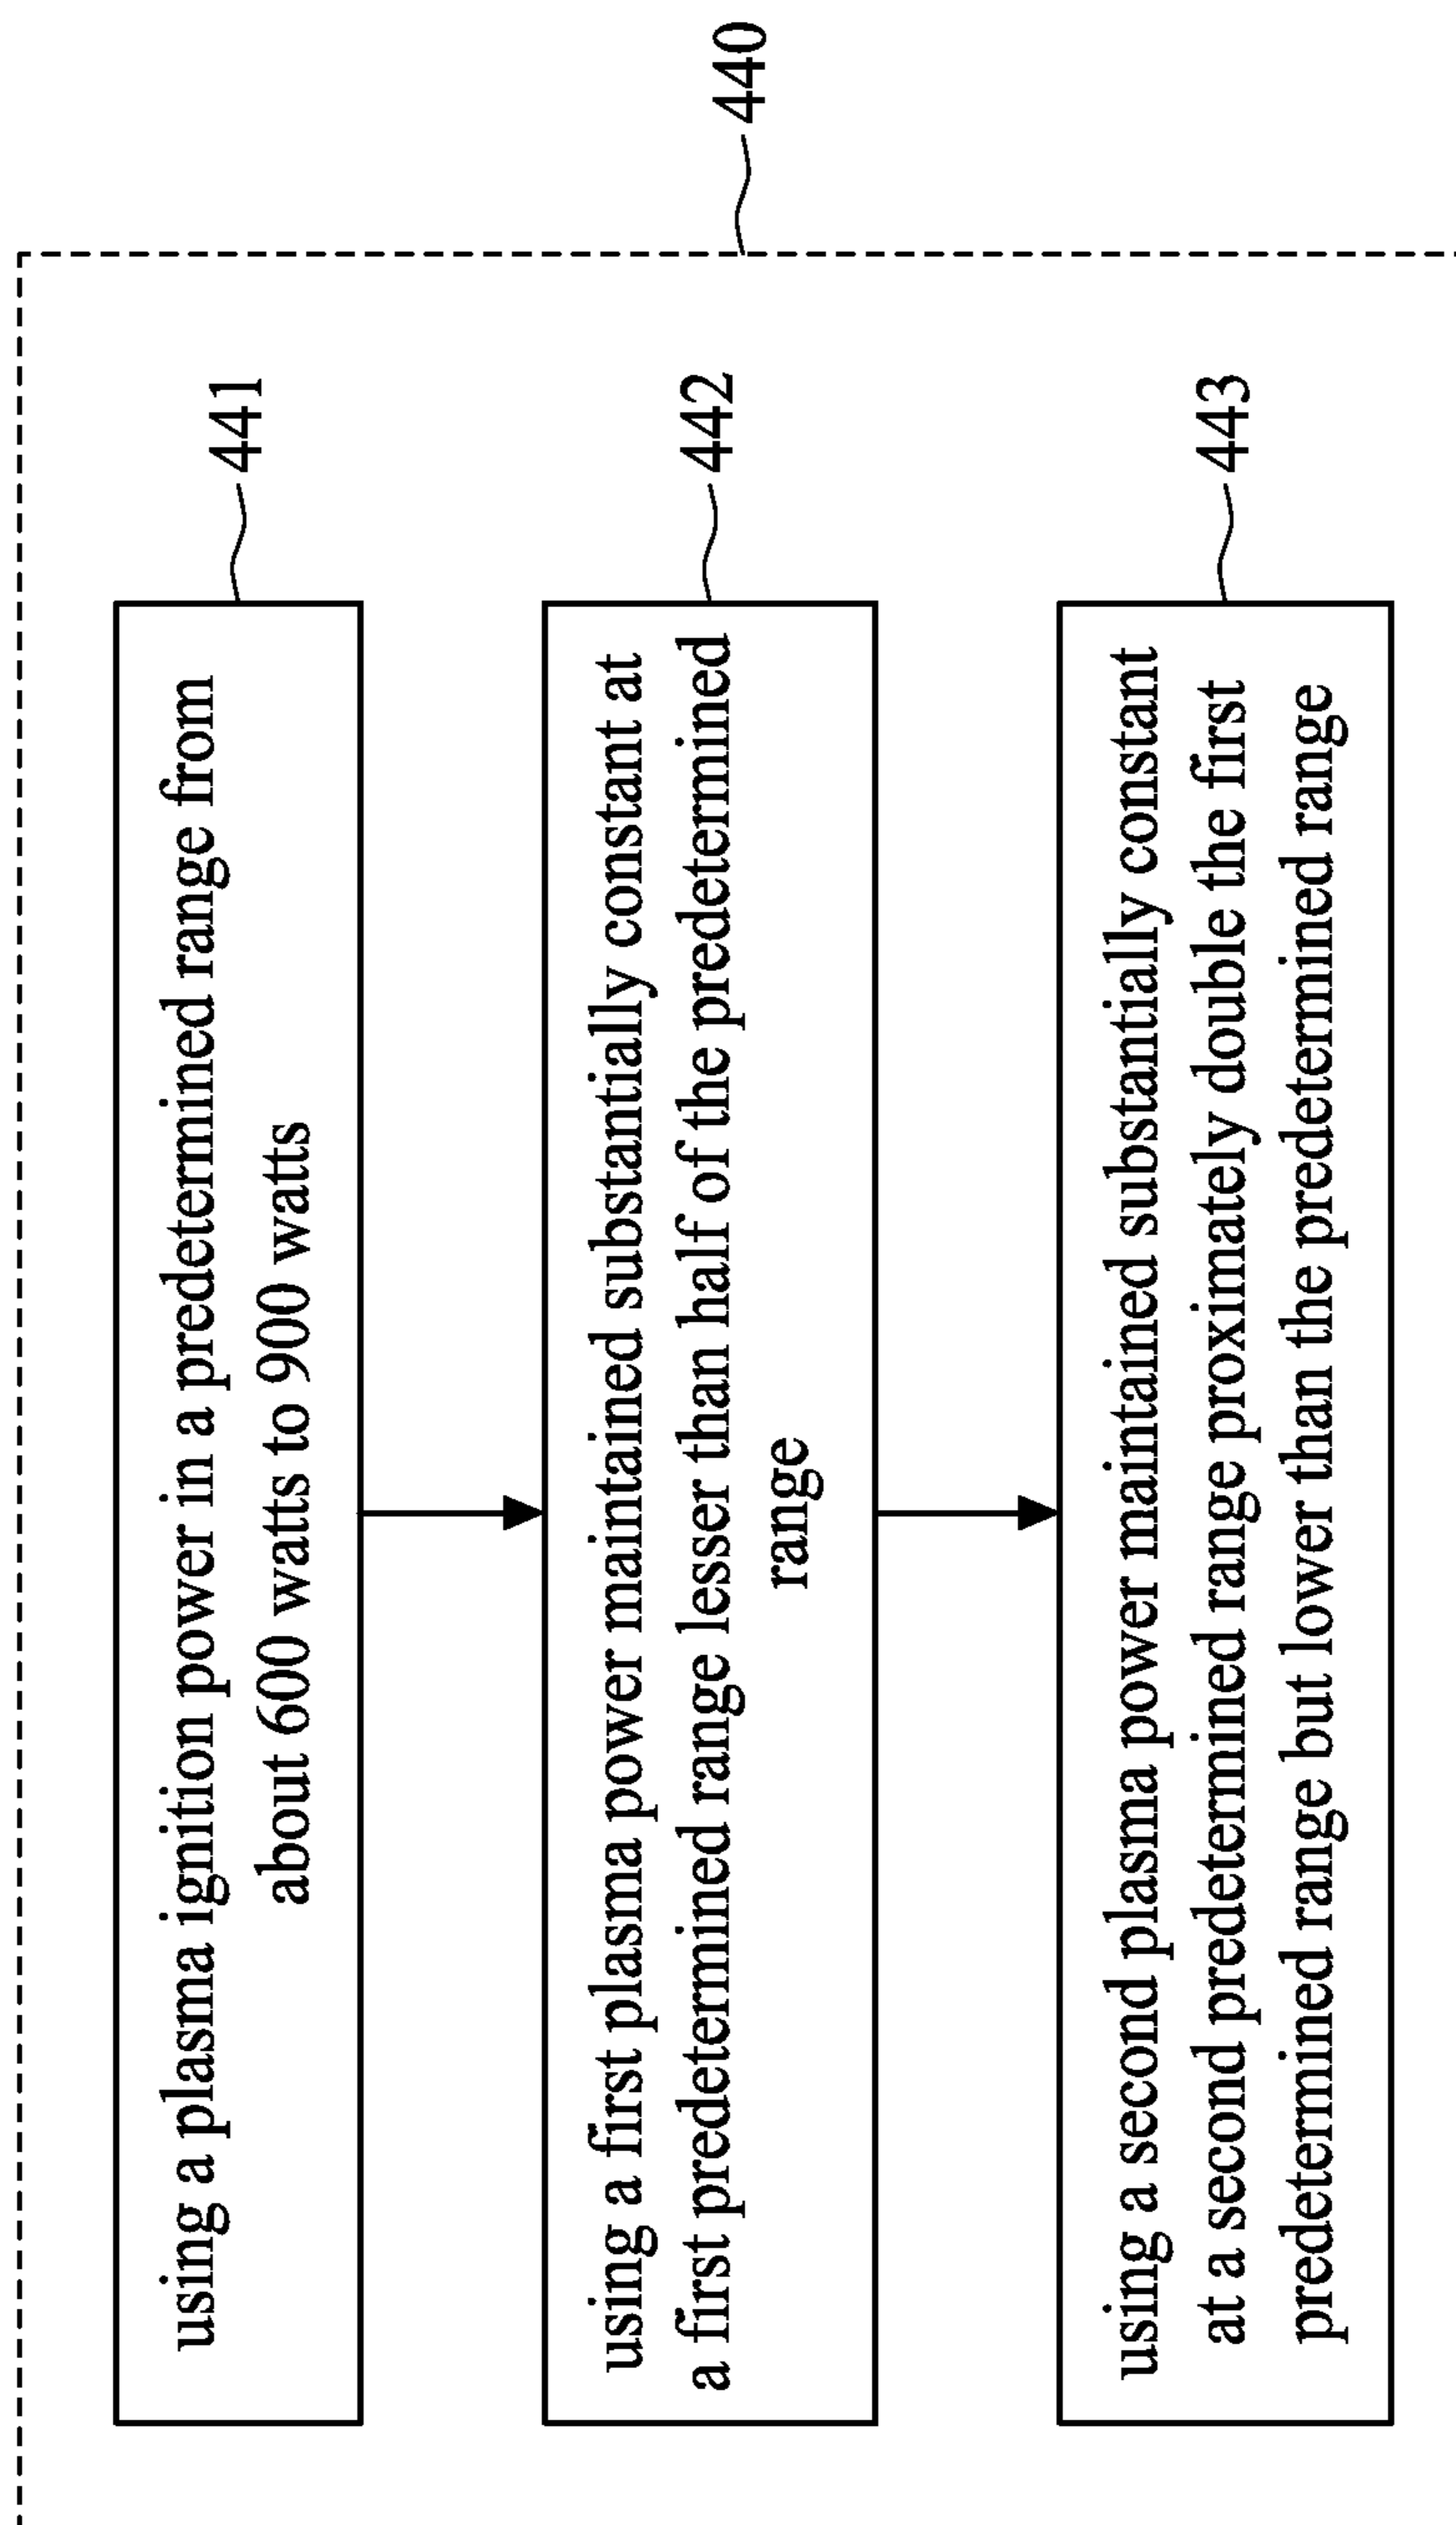 440
441
using a plasma ignition power in a predetermined range from
about 600 watts to 900 watts
442
using a first plasma power maintained substantially constant at
a first predetermined range lesser than half of the predetermined
range
443
using a second plasma power maintained substantially constant
at a second predetermined range proximately double the first
predetermined range but lower than the predetermined range